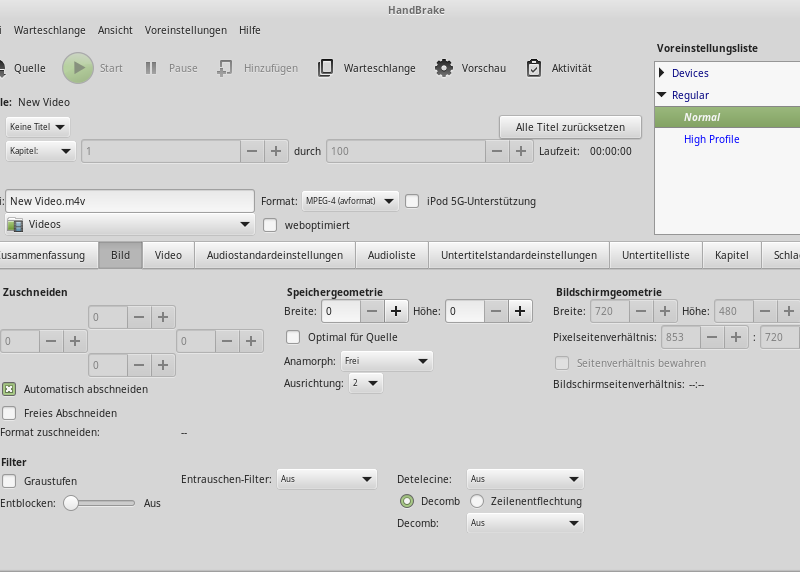 HandBrake
Warteschlange Ansicht Voreinstellungen Hilfe
Quelle Start Pause Hinzufügen Warteschlange Vorschau Aktivität
Voreinstellungsliste
Devices
Regular
Normal
High Profile
le: New Video
Keine Titel Alle Titel zurücksetzen
Kapitel: 1 durch 100 Laufzeit: 00:00:00
i: New Video.m4v Format: MPEG-4 (avformat) iPod 5G-Unterstützung
Videos weboptimiert
usammenfassung Bild Video Audiostandardeinstellungen Audioliste Untertitelstandardeinstellungen Untertitelliste Kapitel Schla
Zuschneiden Speichergeometrie Bildschirmgeometrie
0 Breite: 0 Höhe: 0 Breite: 720 Höhe: 480
0 0 Optimal für Quelle Pixelseitenverhältnis: 853 : 720
0 Anamorph: Frei Seitenverhältnis bewahren
Automatisch abschneiden Ausrichtung: 2 Bildschirmseitenverhältnis: --:--
Freies Abschneiden
Format zuschneiden: --
Filter
Graustufen Entrauschen-Filter: Aus Detelecine: Aus
Entblocken: Aus Decomb Zeilenentflechtung
Decomb: Aus